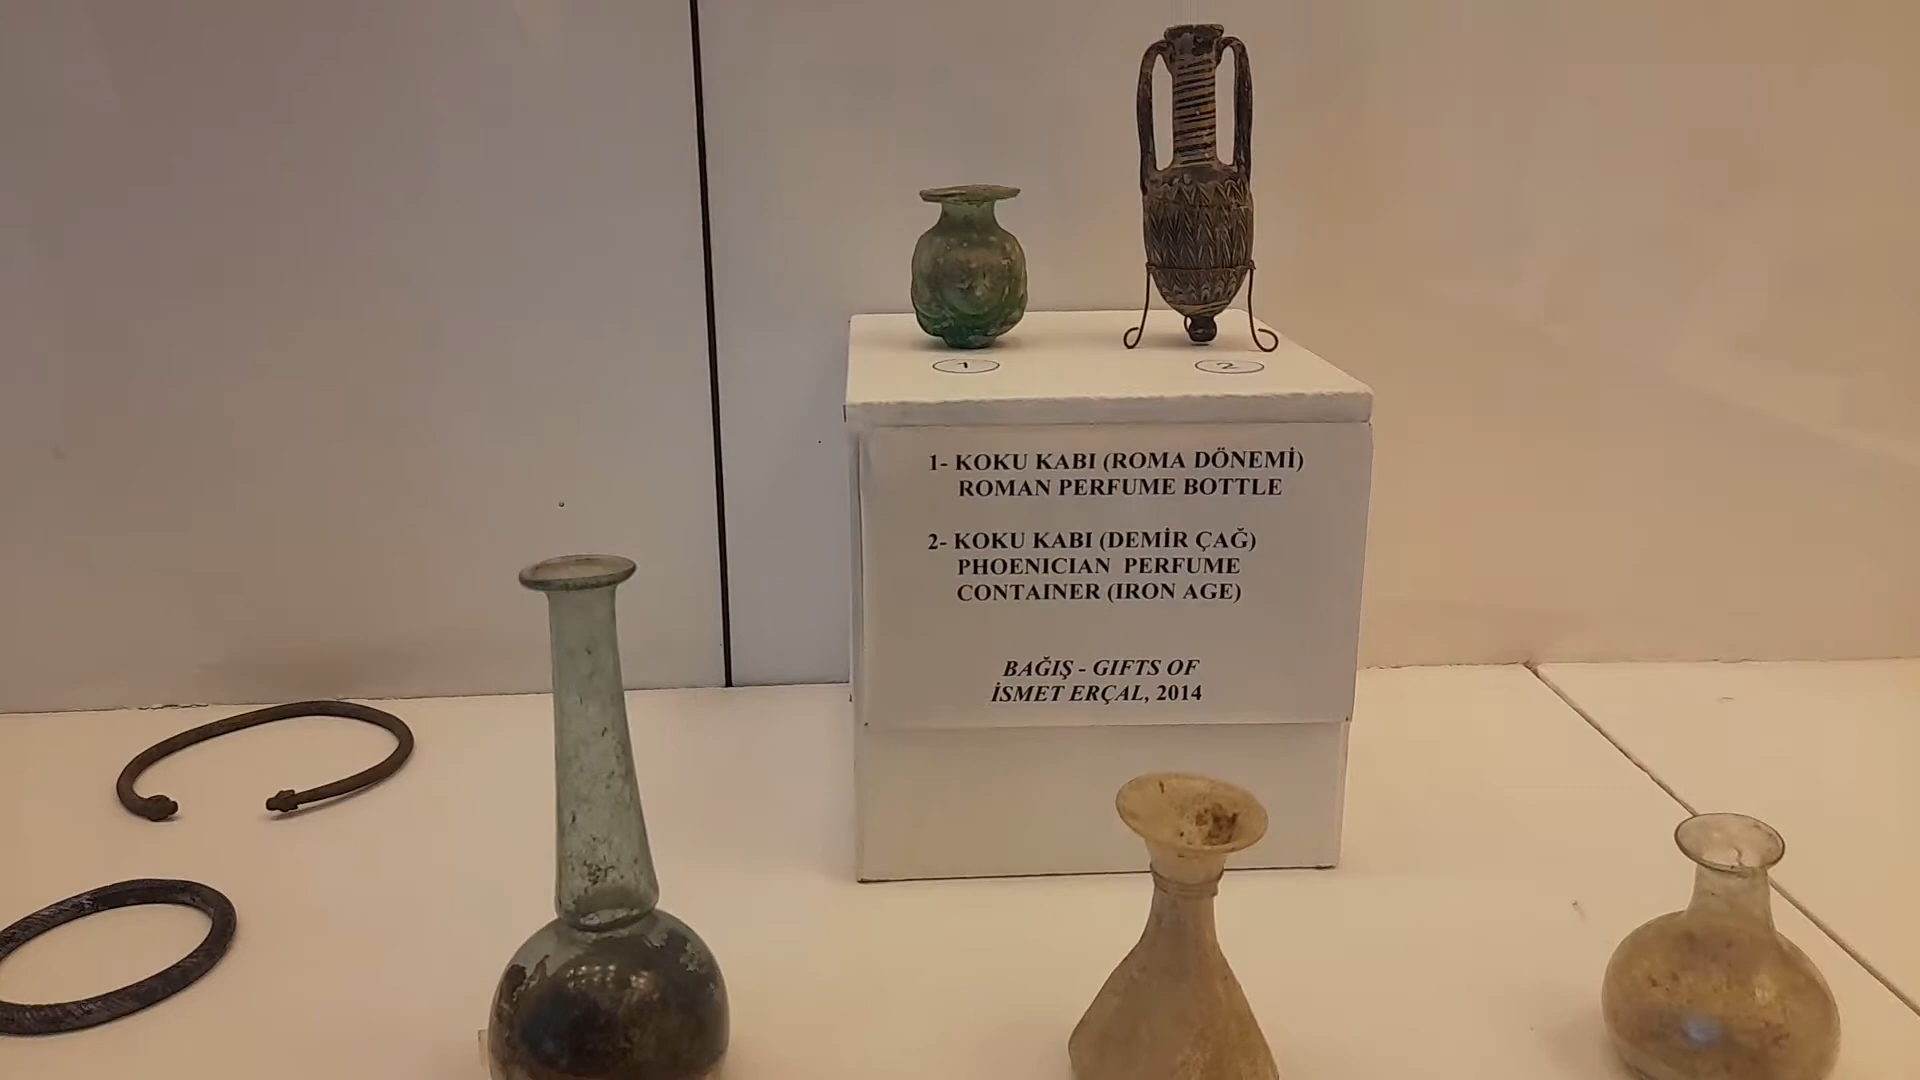 1
2
1- KOKU KABI (ROMA DÖNEMİ)
ROMAN PERFUME BOTTLE
2- KOKU KABI (DEMİR ÇAĞ)
PHOENICIAN PERFUME
CONTAINER (IRON AGE)
BAĞIŞ - GIFTS OF
İSMET ERÇAL, 2014